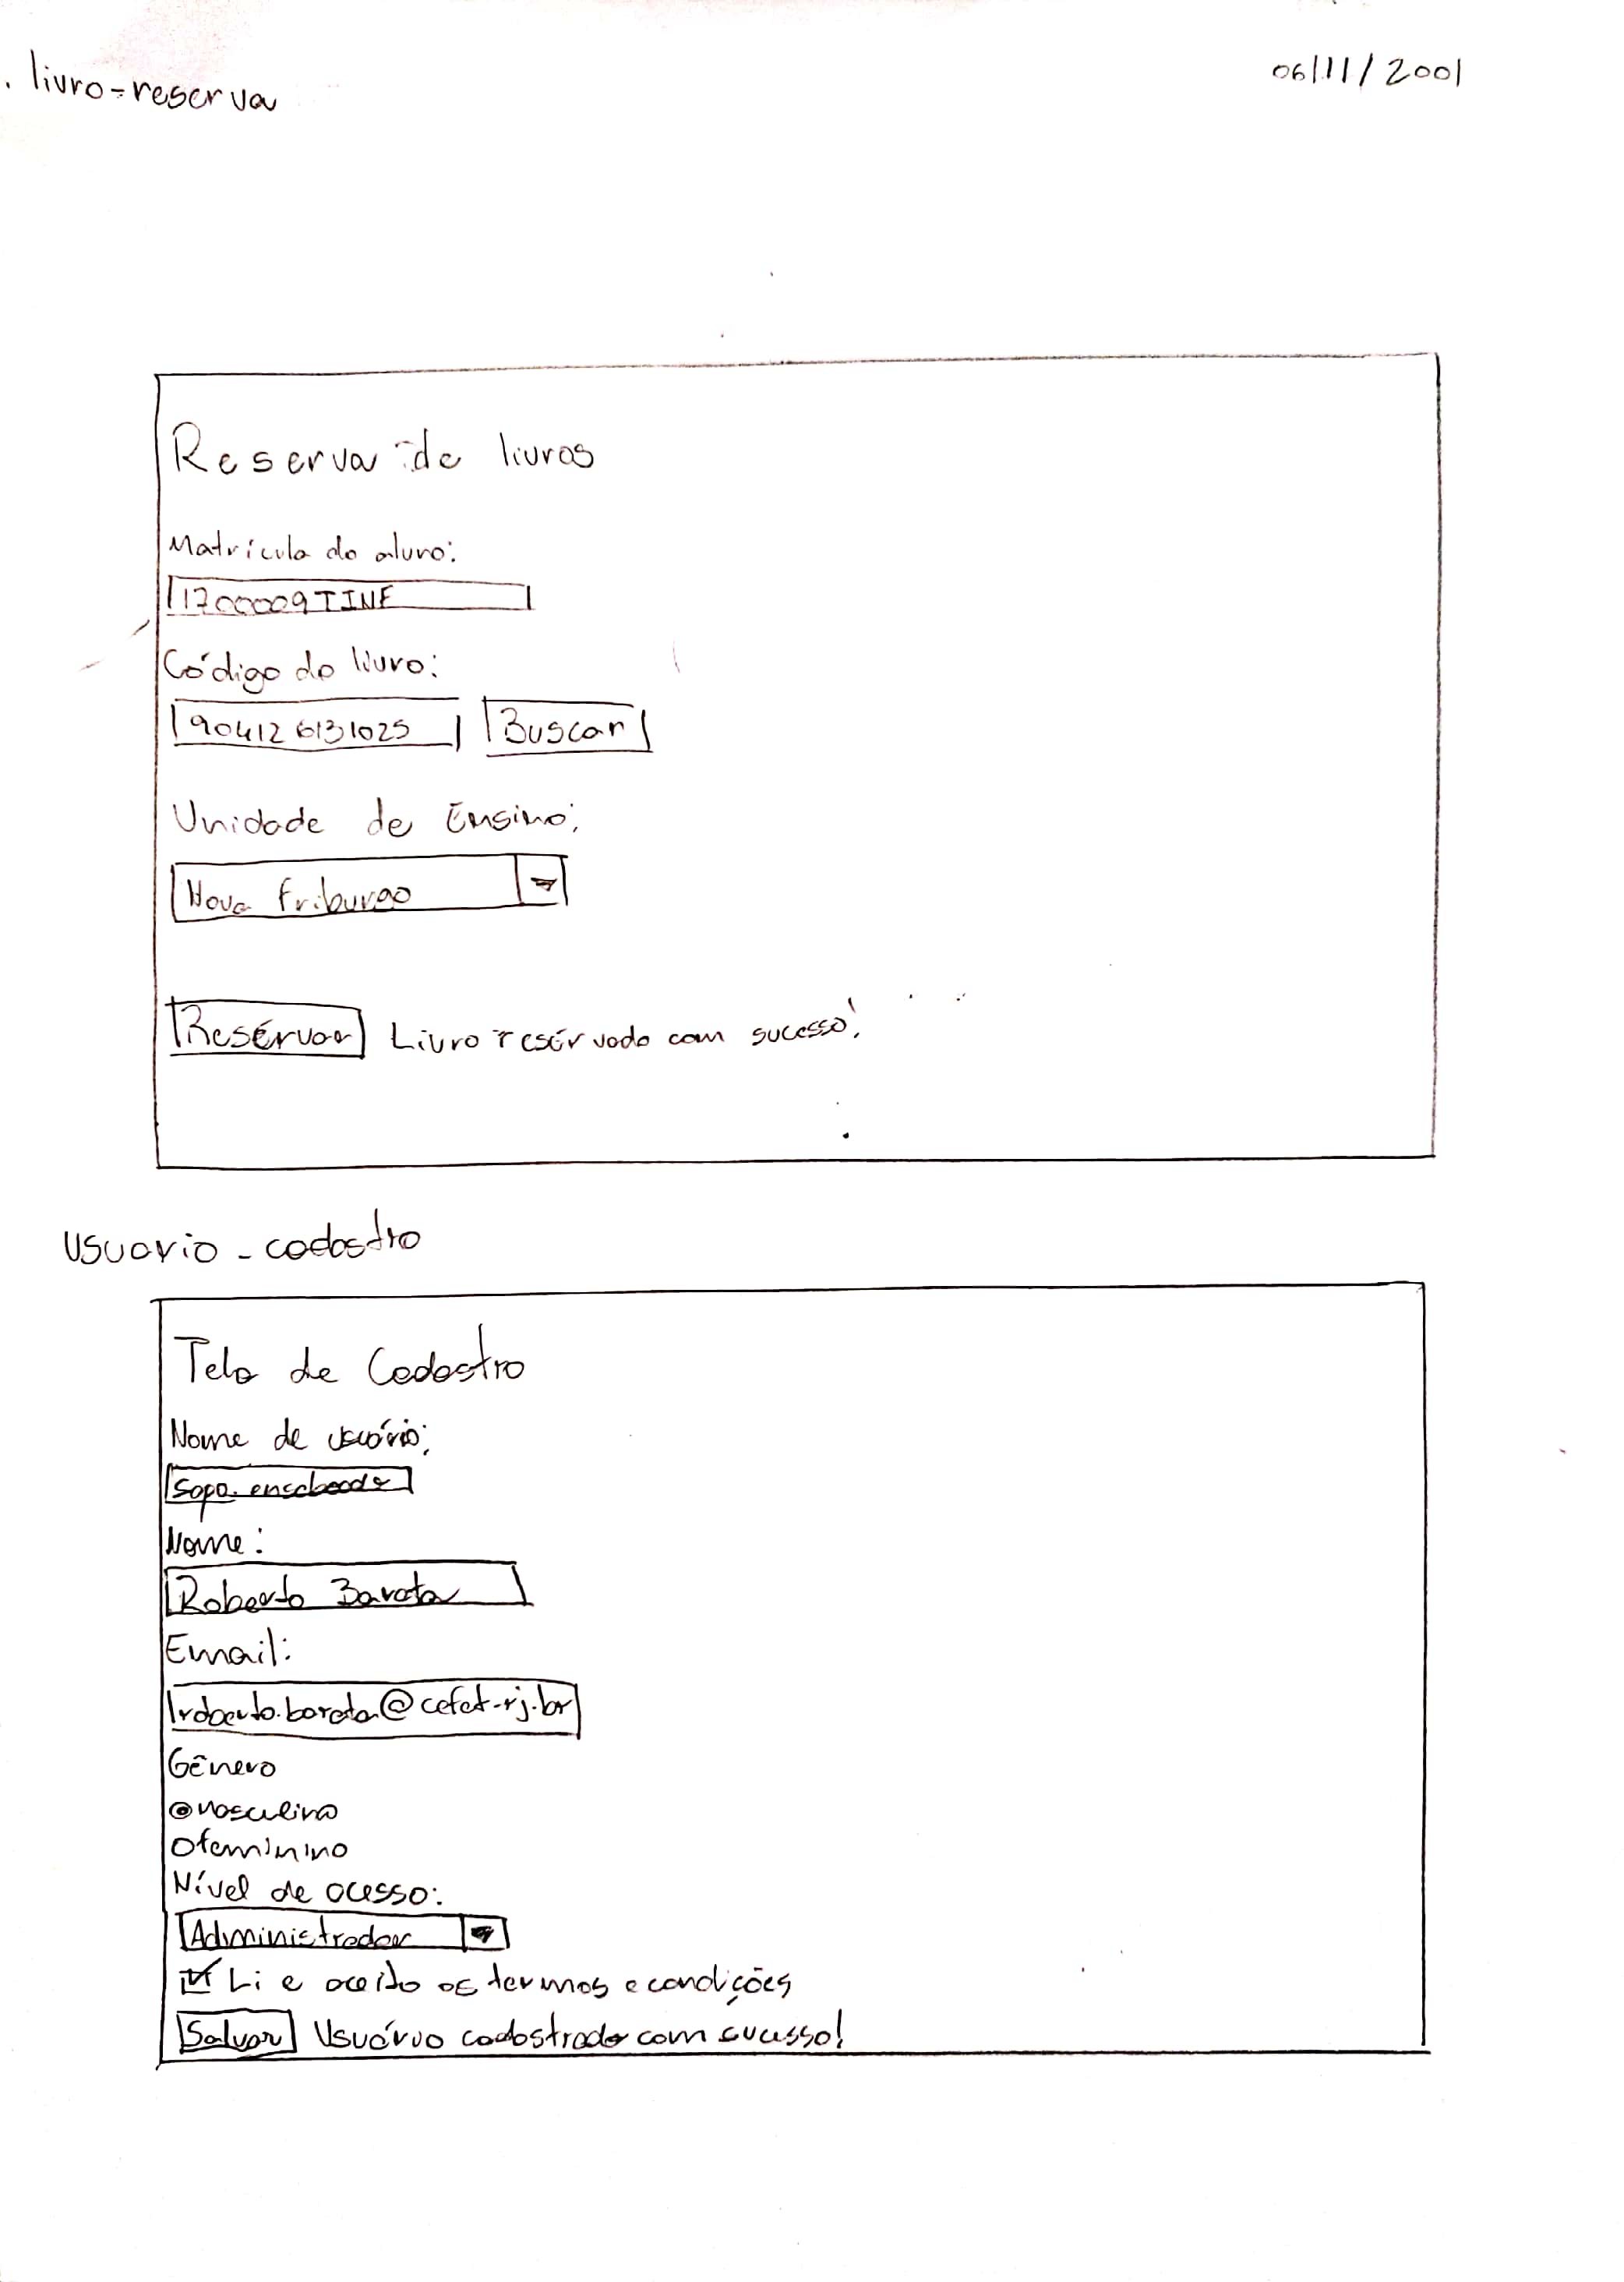 livro-reserva
06/11/2001
Reserva de livros
Matrícula do aluno:
1700009TINF
Código do livro:
904126131025 Buscar
Unidade de Ensino:
Nova Friburgo
Reservar Livro reservado com sucesso!
Usuario-cadastro
Tela de Cadastro
Nome de usuário:
sapo.ensaboado
Nome:
Roberto Barata
Email:
roberto.barata@cefet-rj.br
Gênero
masculino
feminino
Nível de acesso:
Administrador
Li e aceito os termos e condições
Salvar Usuário cadastrado com sucesso!